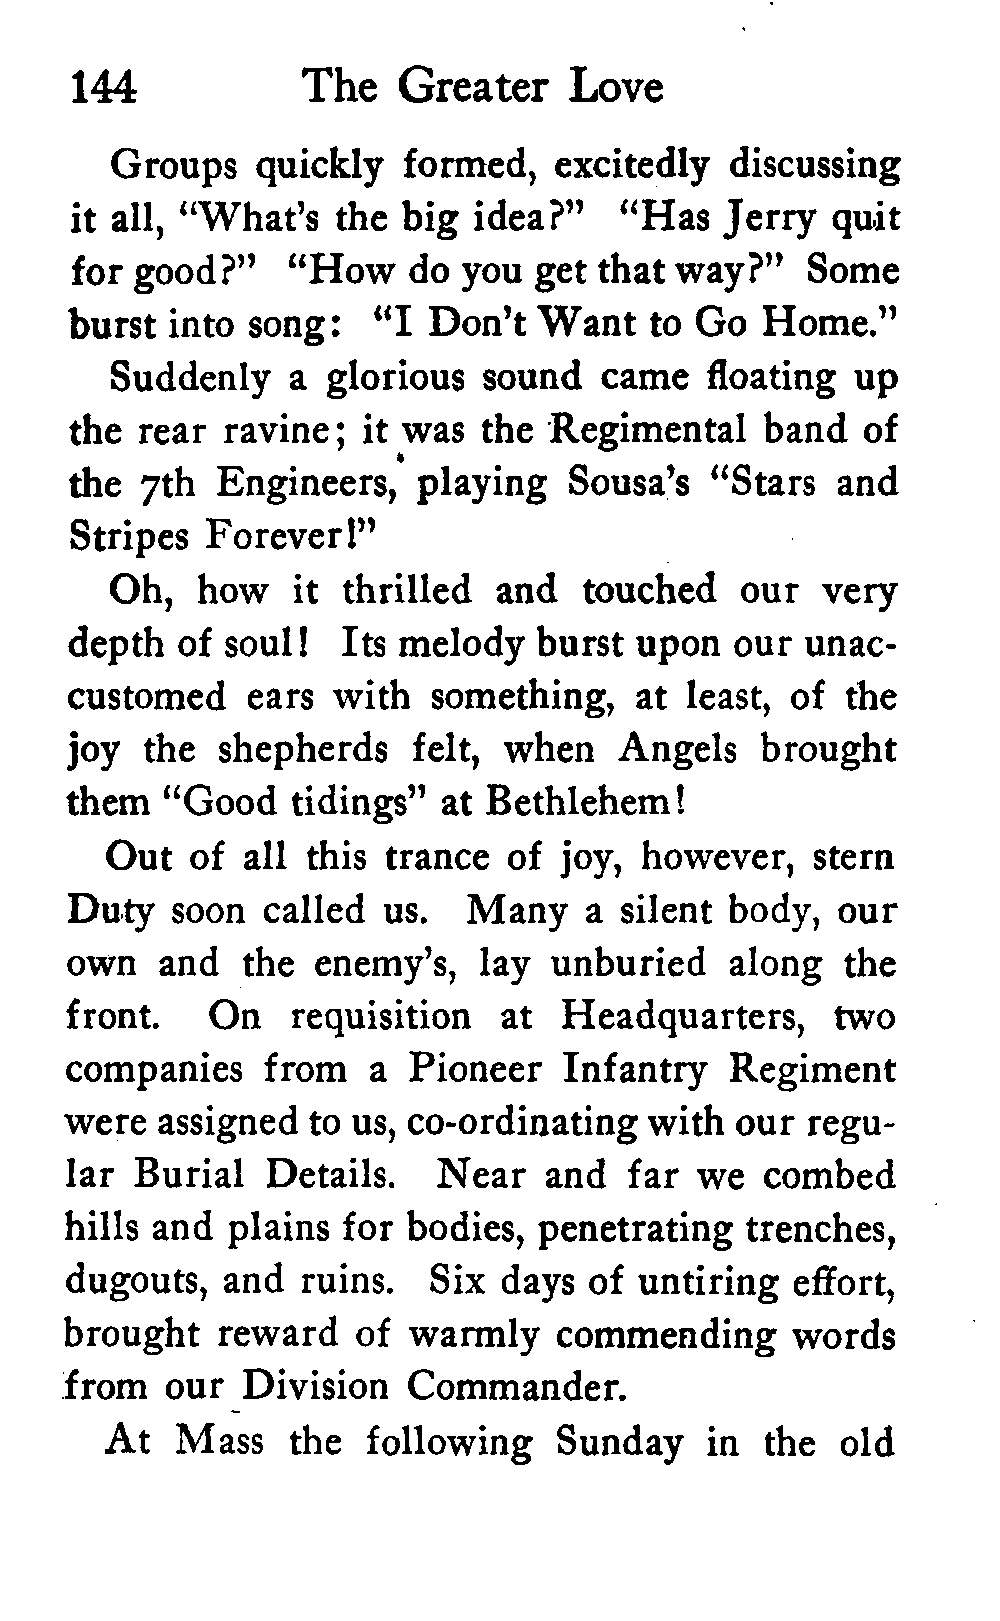 144 The Greater Love
Groups quickly formed, excitedly discussing
it all, “What’s the big idea?” “Has Jerry quit
for good?” “How do you get that way?” Some
burst into song: “I Don’t Want to Go Home.”
Suddenly a glorious sound came floating up
the rear ravine; it was the Regimental band of
the 7th Engineers, playing Sousa’s “Stars and
Stripes Forever!”
Oh, how it thrilled and touched our very
depth of soul! Its melody burst upon our unac-
customed ears with something, at least, of the
joy the shepherds felt, when Angels brought
them “Good tidings” at Bethlehem!
Out of all this trance of joy, however, stern
Duty soon called us. Many a silent body, our
own and the enemy’s, lay unburied along the
front. On requisition at Headquarters, two
companies from a Pioneer Infantry Regiment
were assigned to us, co-ordinating with our regu-
lar Burial Details. Near and far we combed
hills and plains for bodies, penetrating trenches,
dugouts, and ruins. Six days of untiring effort,
brought reward of warmly commending words
from our Division Commander.
At Mass the following Sunday in the old